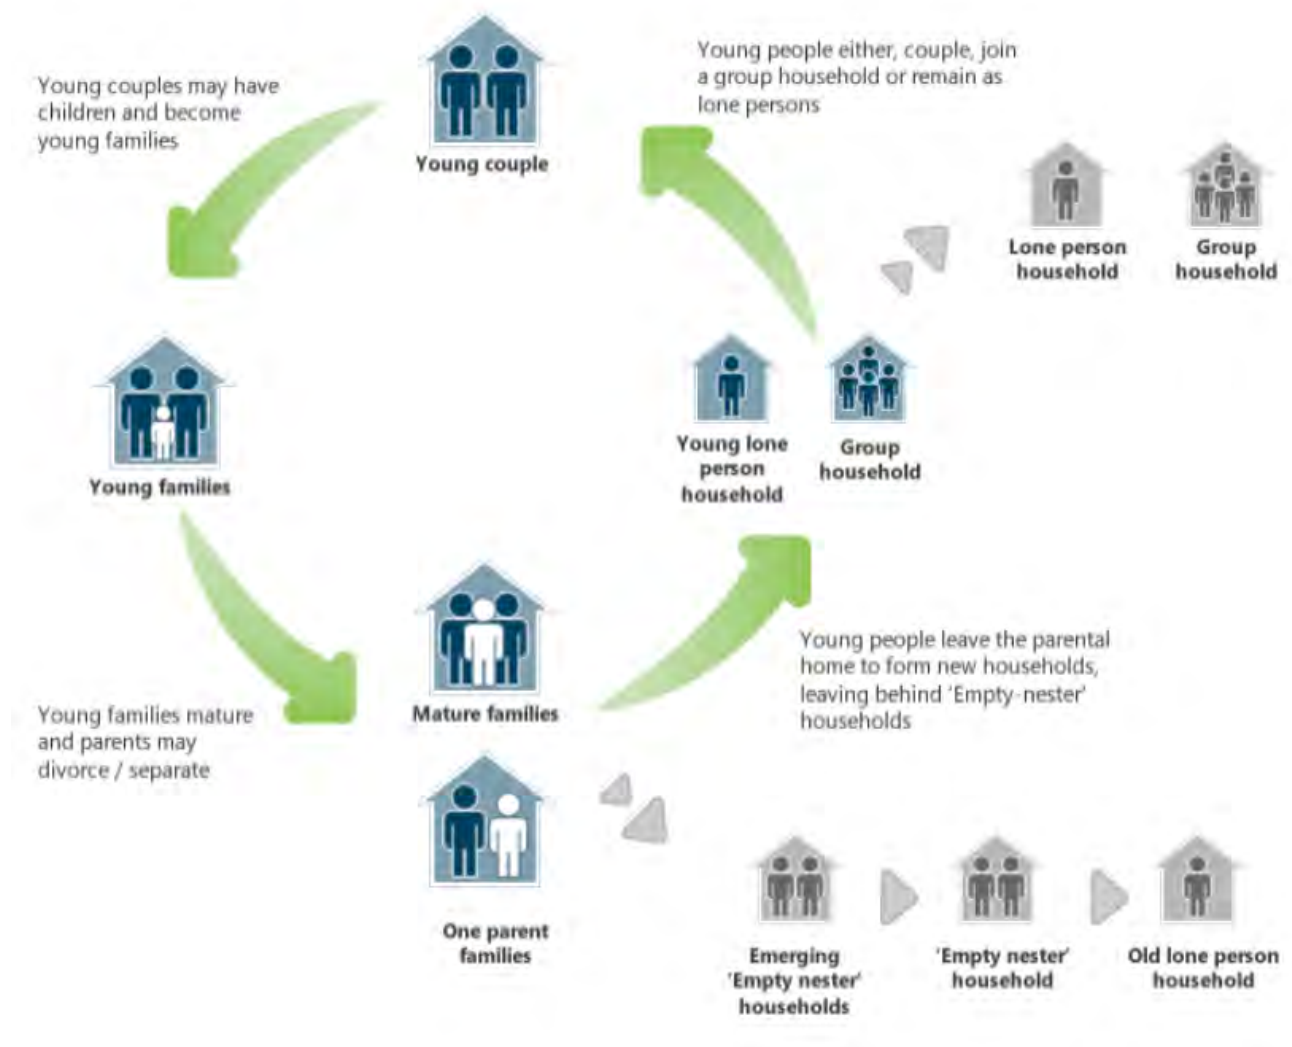 Young couples may have
children and become
young families
Young couple
Young people either, couple, join
a group household or remain as
lone persons
Lone person
household
Group
household
Young families
Young lone
person
household
Group
household
Young families mature
and parents may
divorce / separate
Mature families
Young people leave the parental
home to form new households,
leaving behind 'Empty-nester'
households
One parent
families
Emerging
'Empty nester'
households
'Empty nester'
household
Old lone person
household